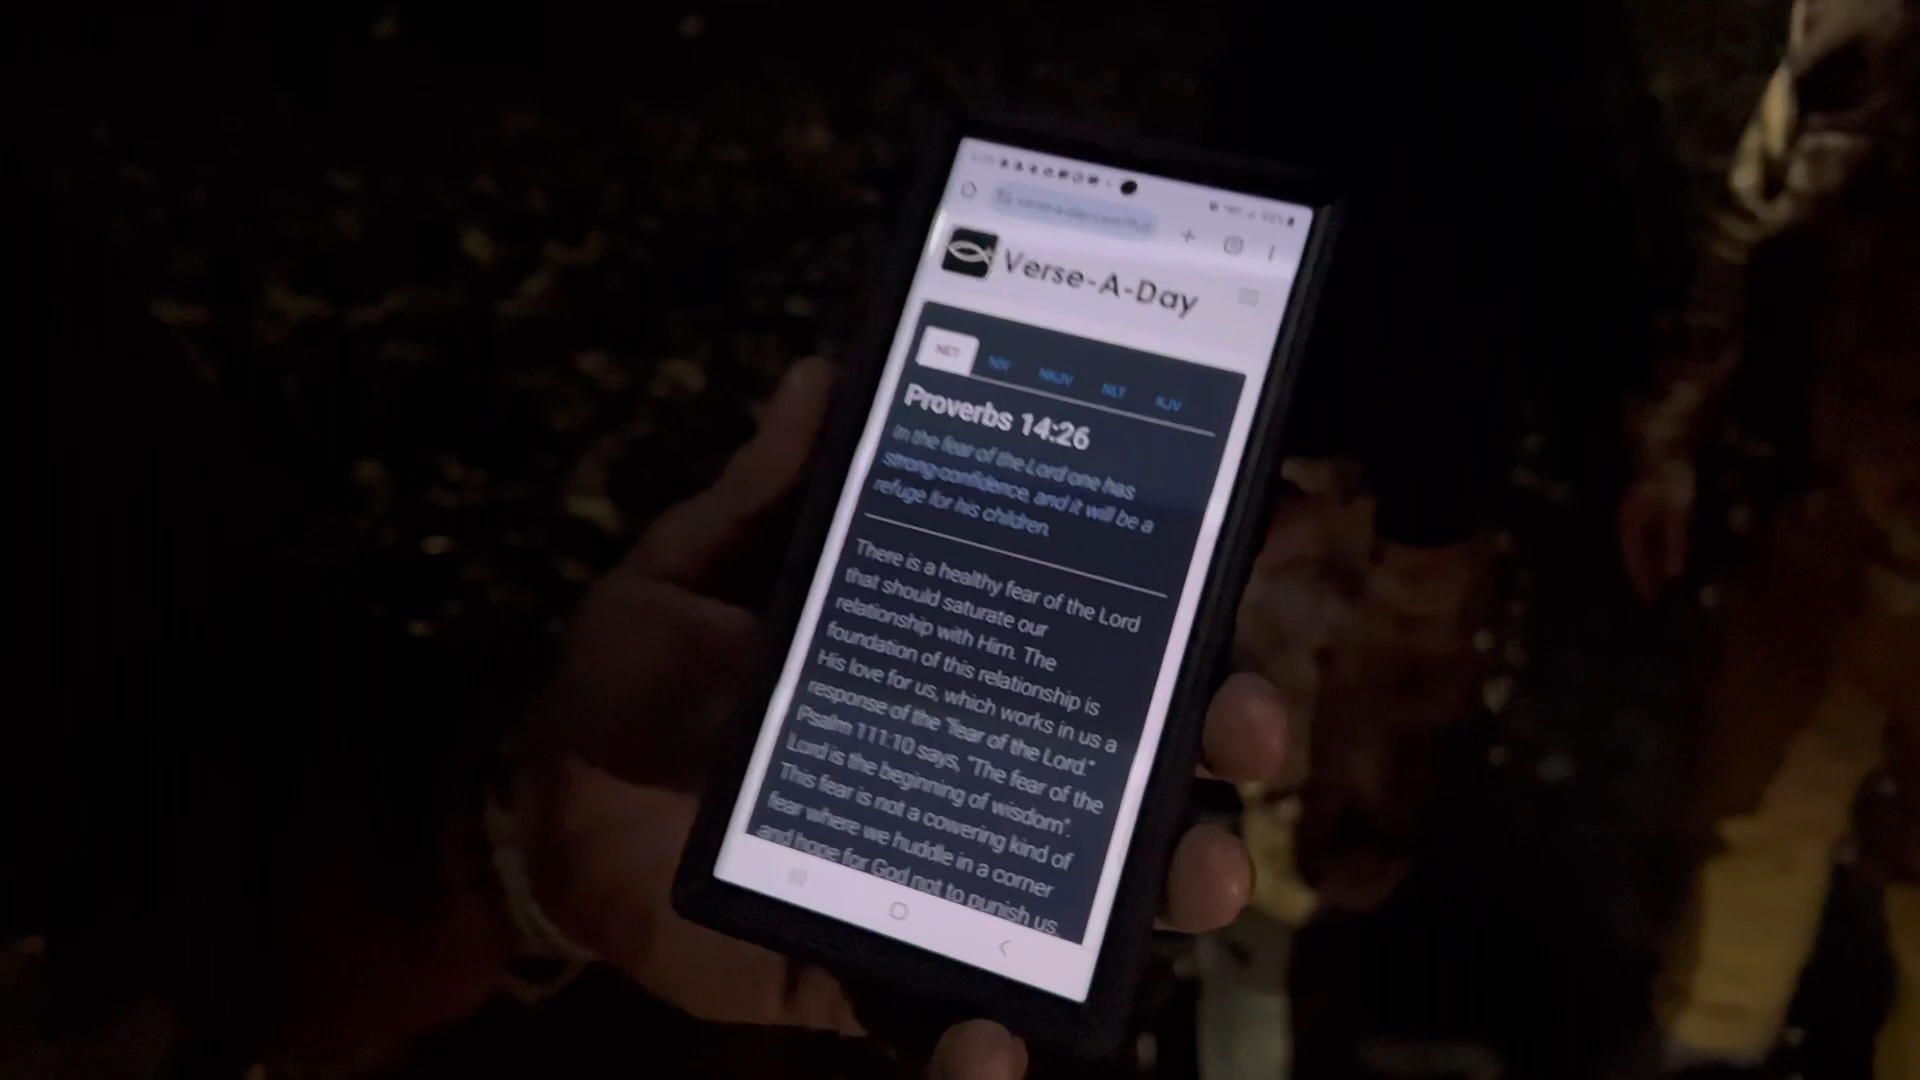 98%
Verse-A-Day
NET NIV NKJV NLT KJV
Proverbs 14:26
In the fear of the Lord one has
strong confidence, and it will be a
refuge for his children.
There is a healthy fear of the Lord
that should saturate our
relationship with Him. The
foundation of this relationship is
His love for us, which works in us a
response of the "fear of the Lord."
Psalm 111:10 says, "The fear of the
Lord is the beginning of wisdom".
This fear is not a cowering kind of
fear where we huddle in a corner
and hope for God not to punish us.